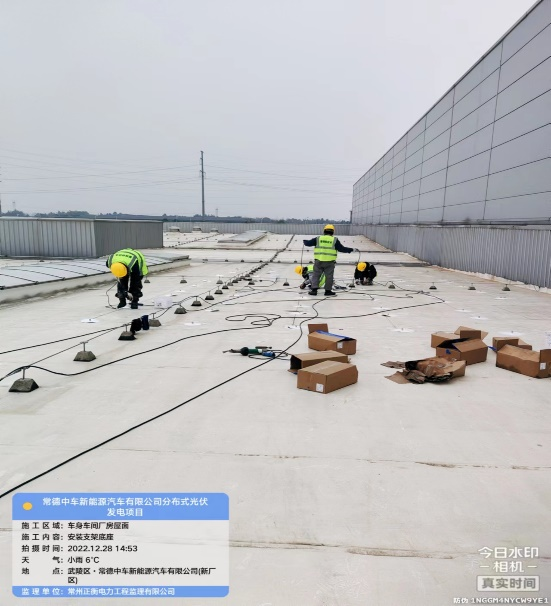 常德中车新能源汽车有限公司分布式光伏
发电项目
施工区域：车身车间厂房屋面
施工内容：安装支架底座
拍摄时间：2022.12.28 14:53
天气：小雨 6℃
地点：武陵区·常德中车新能源汽车有限公司(新厂
区)
监理单位：常州正衡电力工程监理有限公司
今日水印
-相机-
真实时间
防伪 1NGGM4NYCW9YE1